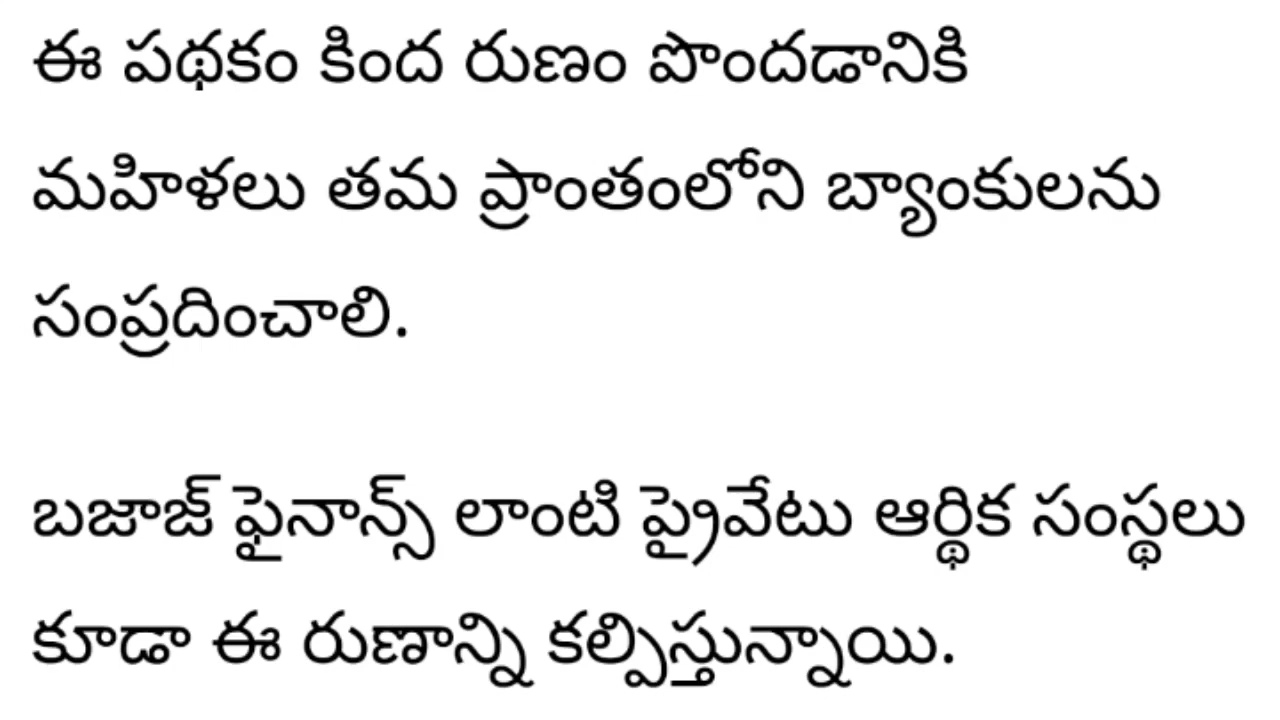 ఈ పథకం కింద రుణం పొందడానికి
మహిళలు తమ ప్రాంతంలోని బ్యాంకులను
సంప్రదించాలి.
బజాజ్ ఫైనాన్స్ లాంటి ప్రైవేటు ఆర్థిక సంస్థలు
కూడా ఈ రుణాన్ని కల్పిస్తున్నాయి.